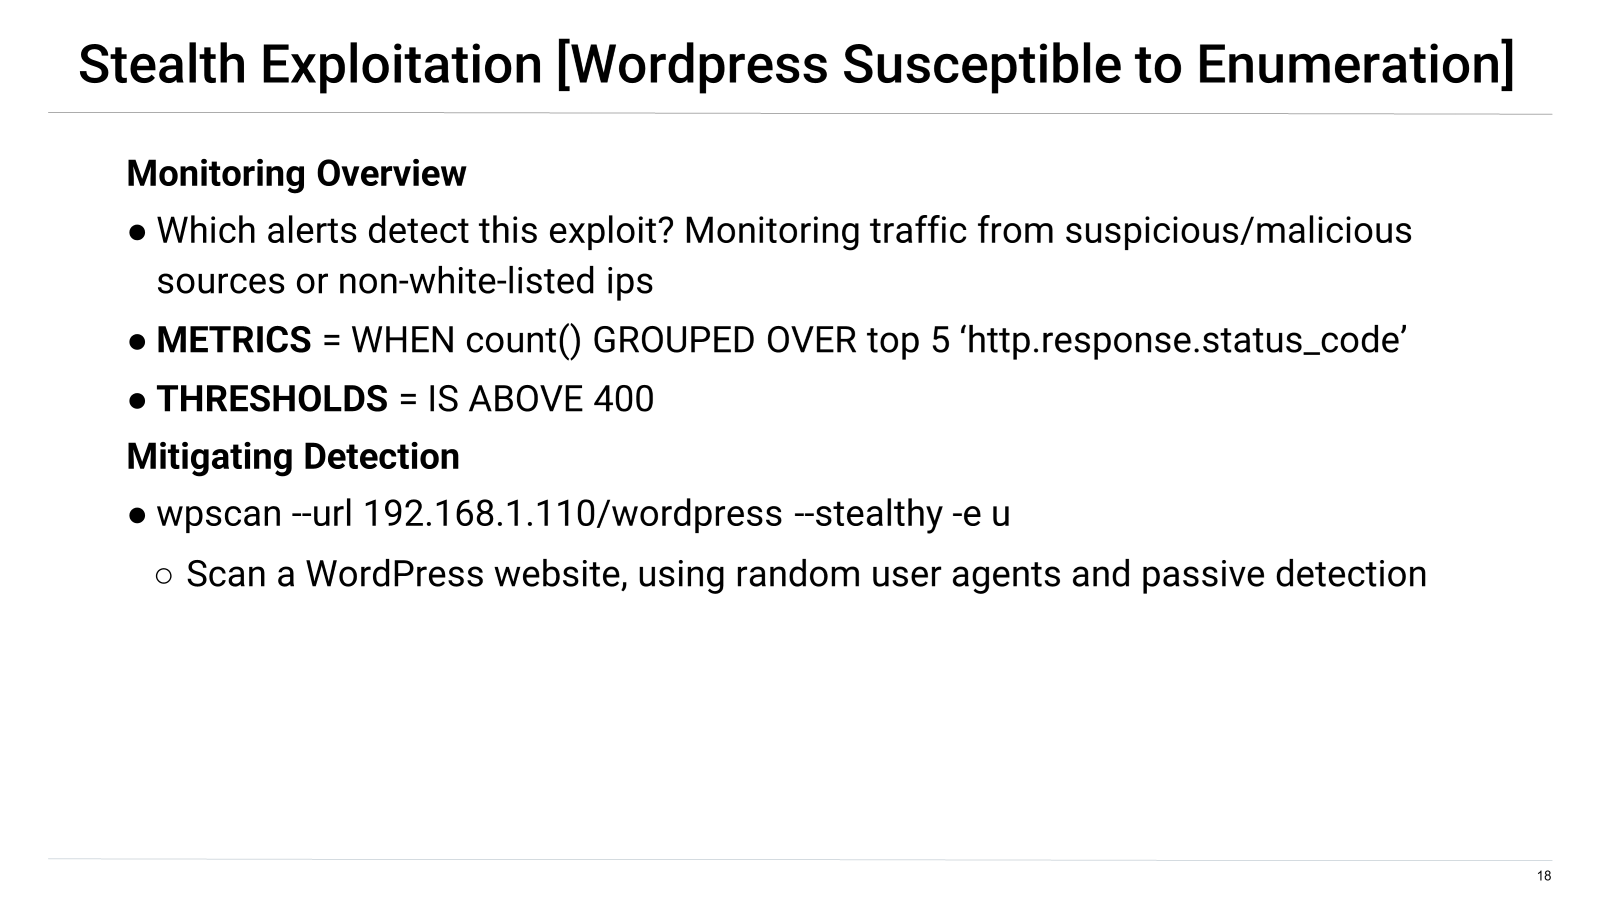 Stealth Exploitation [Wordpress Susceptible to Enumeration]
Monitoring Overview
● Which alerts detect this exploit? Monitoring traffic from suspicious/malicious
sources or non-white-listed ips
● METRICS = WHEN count() GROUPED OVER top 5 ‘http.response.status_code’
● THRESHOLDS = IS ABOVE 400
Mitigating Detection
● wpscan --url 192.168.1.110/wordpress --stealthy -e u
○ Scan a WordPress website, using random user agents and passive detection
18